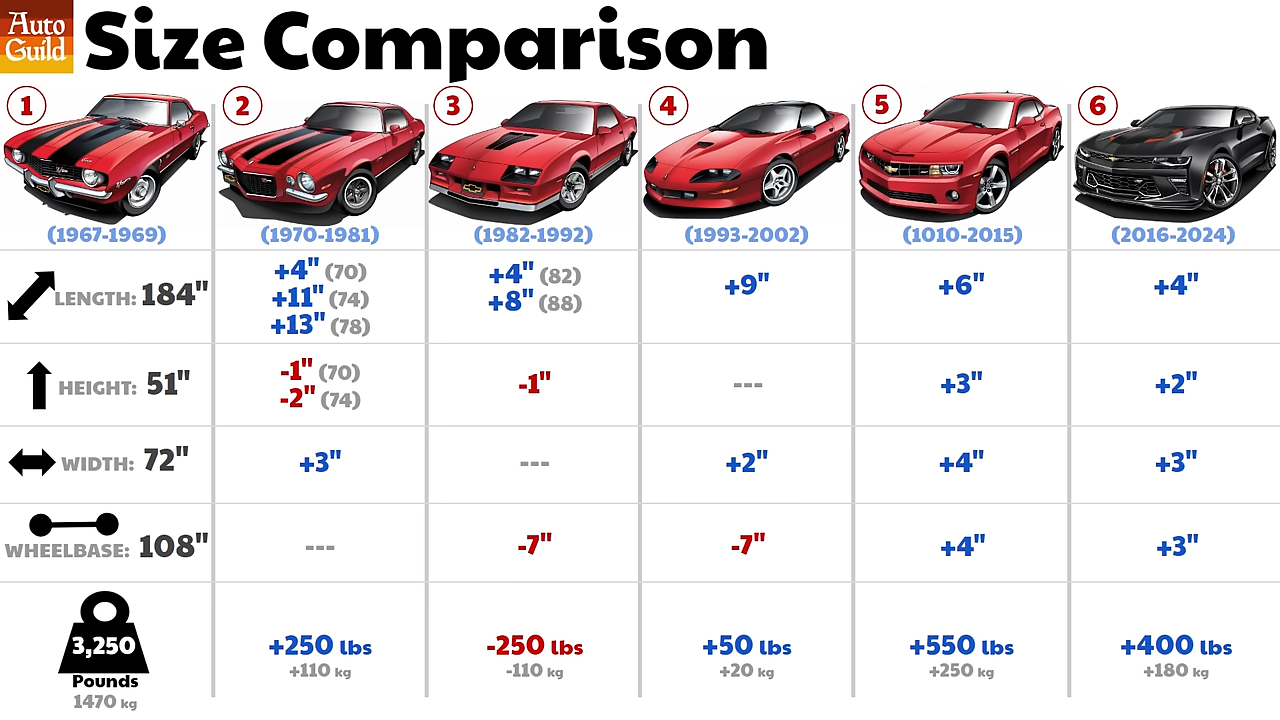 Auto
Guild
Size Comparison
1
2
3
4
5
6
(1967-1969)
(1970-1981)
(1982-1992)
(1993-2002)
(1010-2015)
(2016-2024)
LENGTH: 184"
+4" (70)
+11" (74)
+13" (78)
+4" (82)
+8" (88)
+9"
+6"
+4"
HEIGHT: 51"
-1" (70)
-2" (74)
-1"
---
+3"
+2"
WIDTH: 72"
+3"
---
+2"
+4"
+3"
WHEELBASE: 108"
---
-7"
-7"
+4"
+3"
3,250
Pounds
1470 kg
+250 lbs
+110 kg
-250 lbs
-110 kg
+50 lbs
+20 kg
+550 lbs
+250 kg
+400 lbs
+180 kg